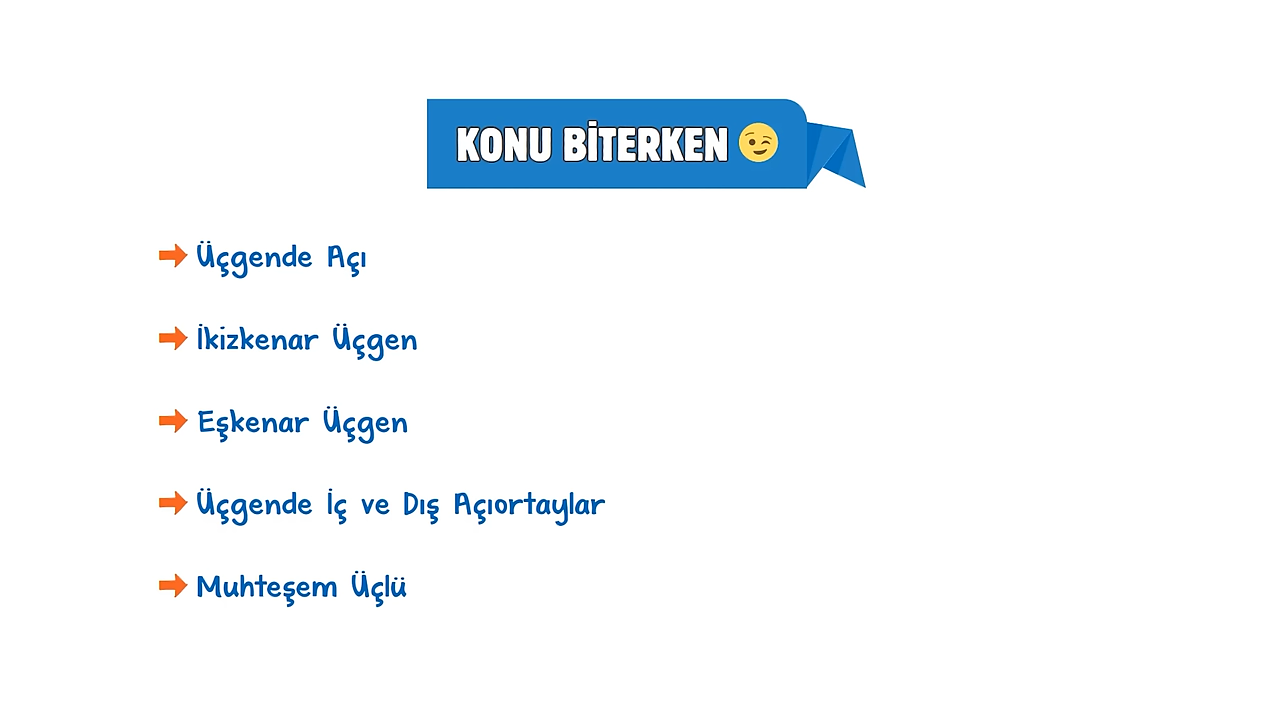 KONU BİTERKEN 😉
Üçgende Açı
İkizkenar Üçgen
Eşkenar Üçgen
Üçgende İç ve Dış Açıortaylar
Muhteşem Üçlü